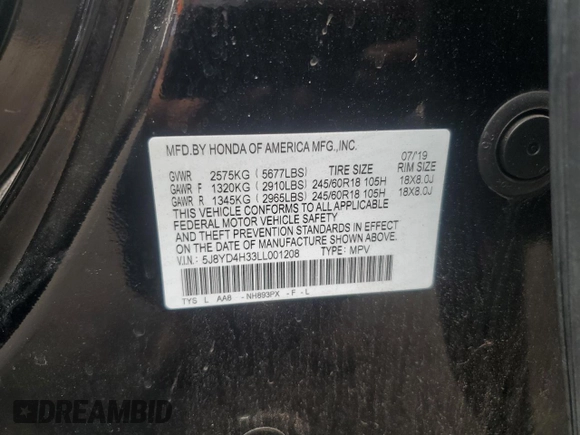 MFD.BY HONDA OF AMERICA MFG.,INC.
07/19
GVWR 2575KG (5677LBS) TIRE SIZE RIM SIZE
GAWR F 1320KG (2910LBS) 245/60R18 105H 18X8.0J
GAWR R 1345KG (2965LBS) 245/60R18 105H 18X8.0J
THIS VEHICLE CONFORMS TO ALL APPLICABLE
FEDERAL MOTOR VEHICLE SAFETY
AND THEFT PREVENTION STANDARDS IN EFFECT
ON THE DATE OF MANUFACTURE SHOWN ABOVE.
V.I.N.: 5J8YD4H33LL001208 TYPE: MPV
TYS L AA8 - NH893PX - F - L
DREAMBID